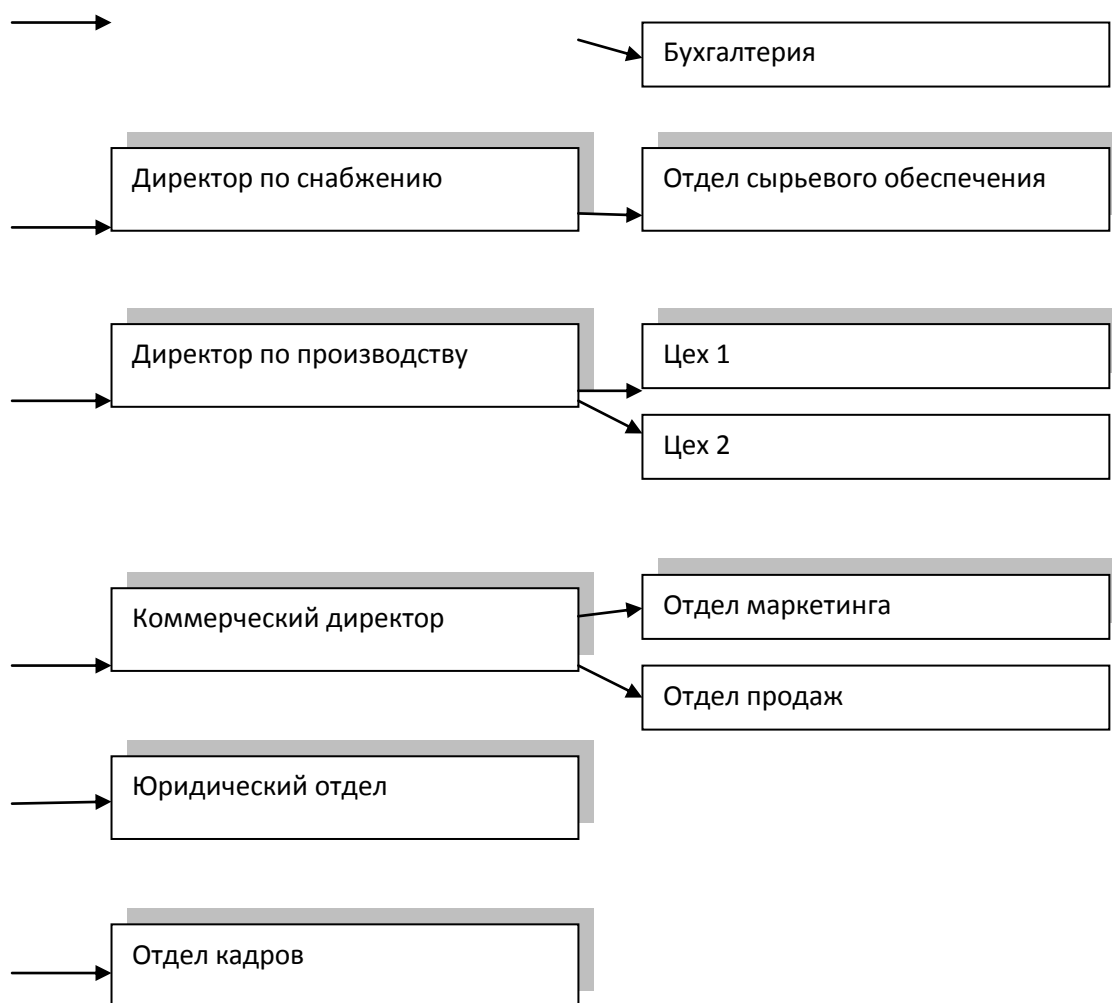 Бухгалтерия
Директор по снабжению
Отдел сырьевого обеспечения
Директор по производству
Цех 1
Цех 2
Коммерческий директор
Отдел маркетинга
Отдел продаж
Юридический отдел
Отдел кадров